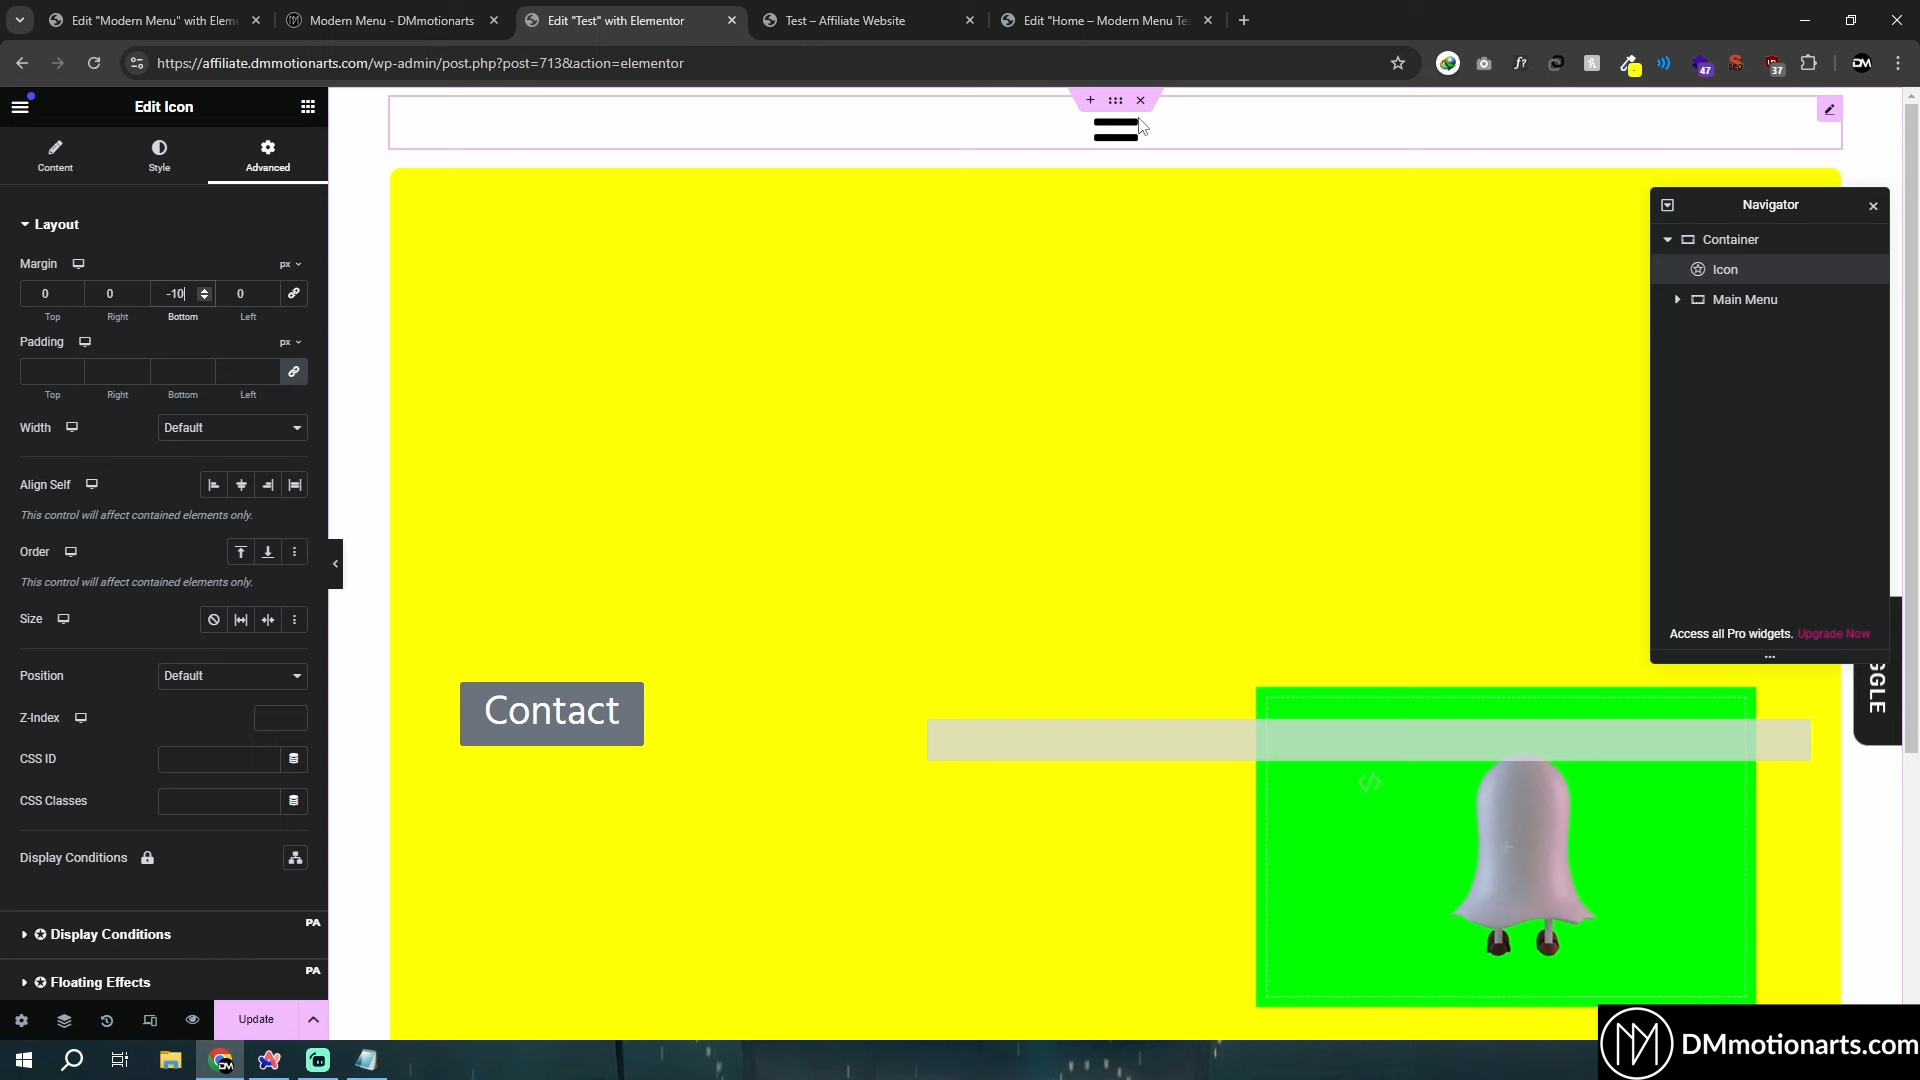 Edit "Modern Menu" with Elem
Modern Menu - DMmotionarts
Edit "Test" with Elementor
Test – Affiliate Website
Edit "Home – Modern Menu Te
https://affiliate.dmmotionarts.com/wp-admin/post.php?post=713&action=elementor
f?
47
37
DM
Edit Icon
Content
Style
Advanced
Layout
Margin
px
0
0
-10
0
Top
Right
Bottom
Left
Padding
px
Top
Right
Bottom
Left
Width
Default
Align Self
This control will affect contained elements only.
Order
This control will affect contained elements only.
Size
Position
Default
Z-Index
CSS ID
CSS Classes
Display Conditions
PA
Display Conditions
PA
Floating Effects
Update
Navigator
Container
Icon
Main Menu
Access all Pro widgets. Upgrade Now
GGLE
Contact
DMmotionarts.com